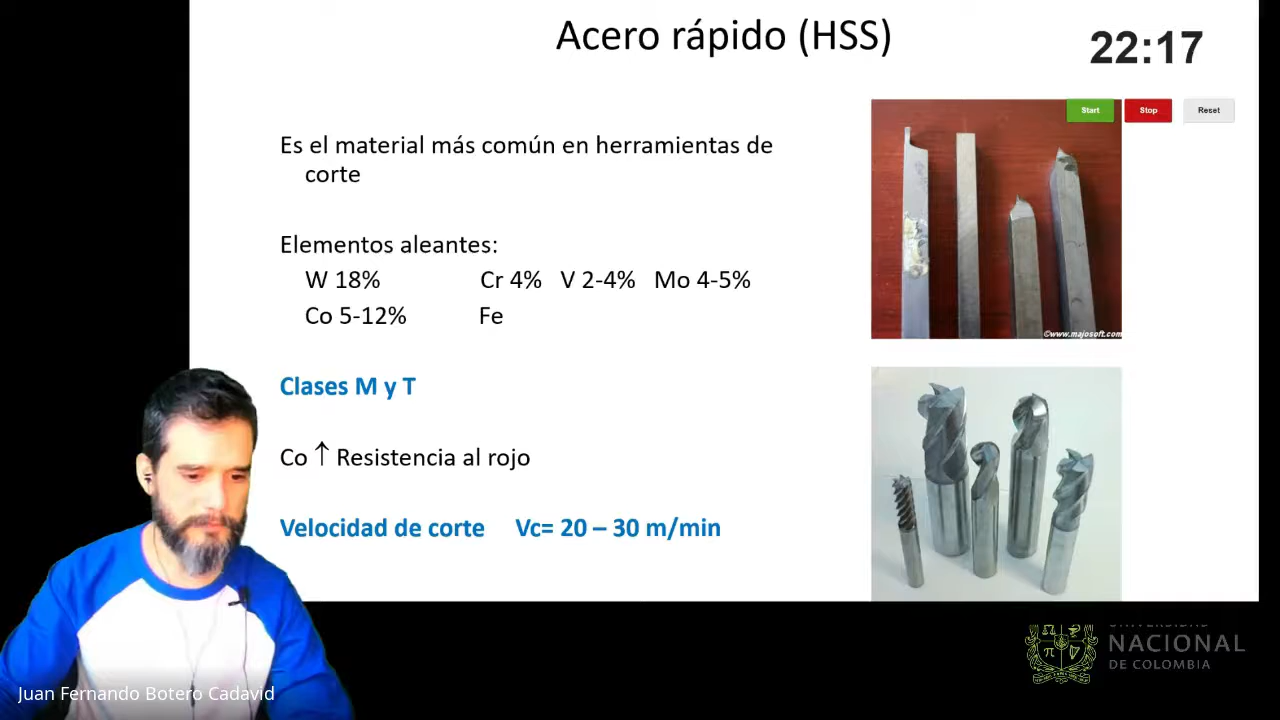 Acero rápido (HSS)
22:17
Start Stop Reset
Es el material más común en herramientas de
corte
Elementos aleantes:
W 18% Cr 4% V 2-4% Mo 4-5%
Co 5-12% Fe
Clases M y T
Co ↑ Resistencia al rojo
Velocidad de corte Vc= 20 – 30 m/min
©www.majosoft.com
UNIVERSIDAD
NACIONAL
DE COLOMBIA
Juan Fernando Botero Cadavid